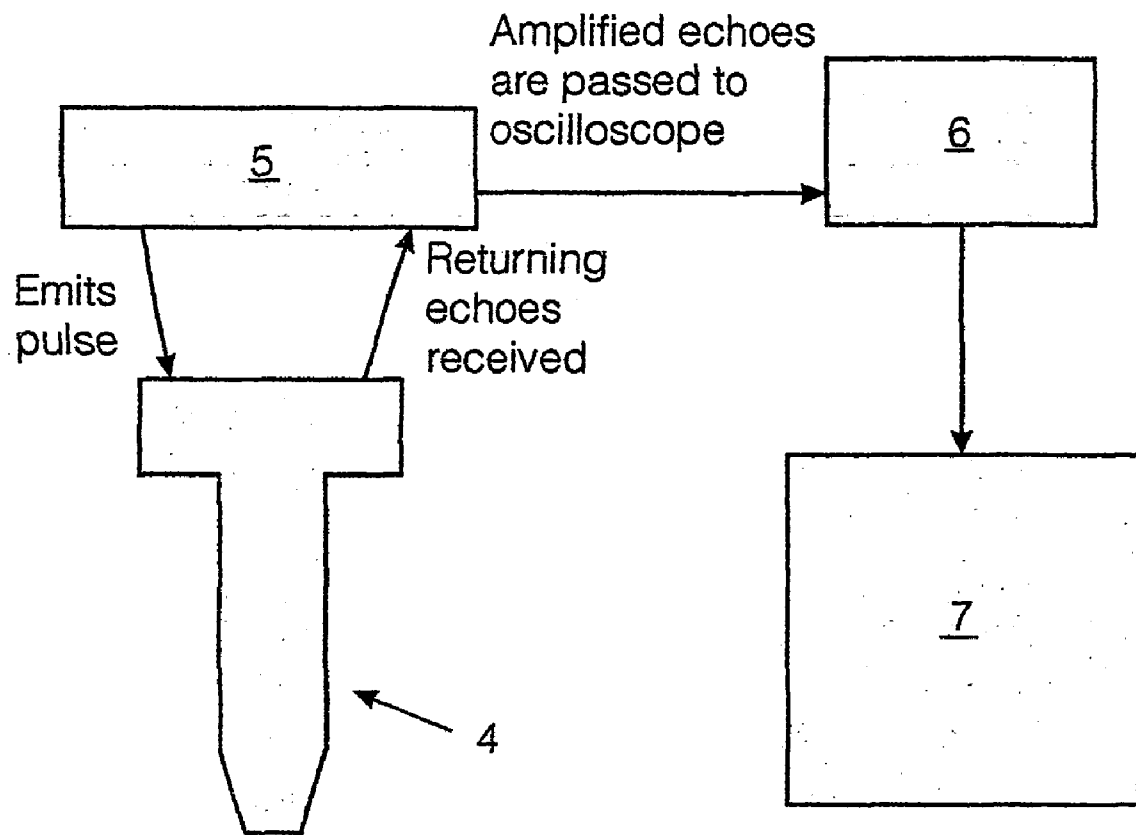 Amplified echoes
are passed to
oscilloscope
5
6
Emits
pulse
Returning
echoes
received
7
4